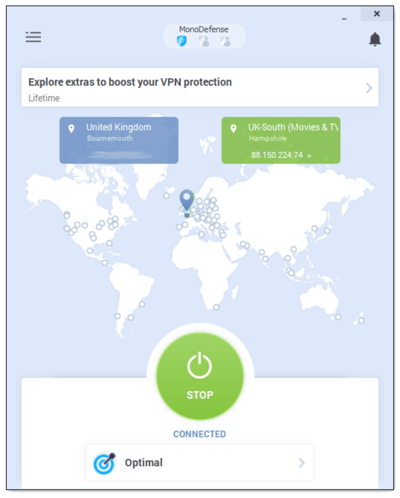 MonoDefense
Explore extras to boost your VPN protection
Lifetime
United Kingdom
Bournemouth
UK-South (Movies & TV
Hampshire
88.150.224.74 >
STOP
CONNECTED
Optimal